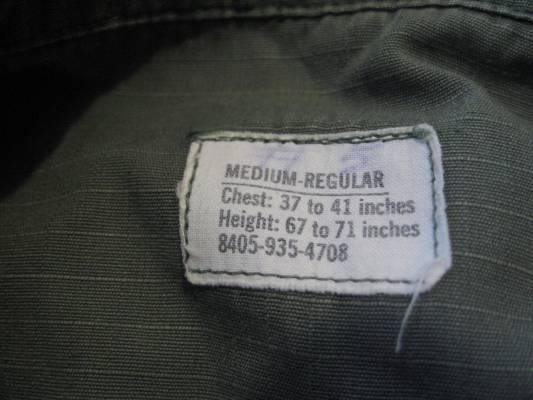 MEDIUM-REGULAR
Chest: 37 to 41 inches
Height: 67 to 71 inches
8405-935-4708